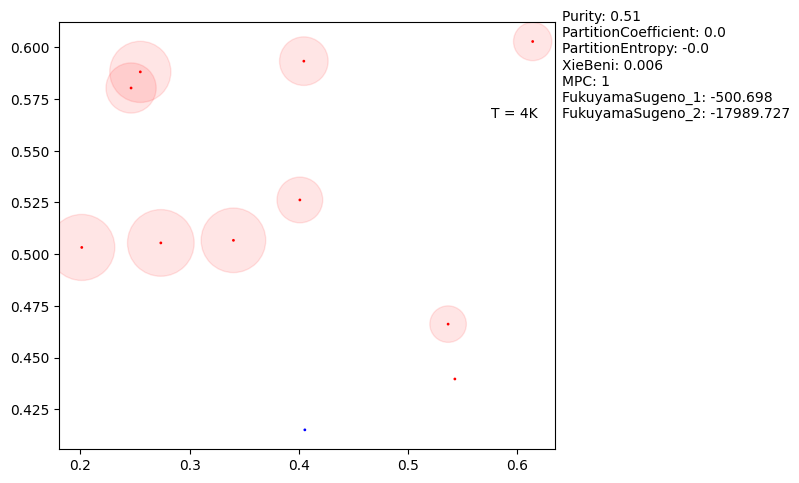 Purity: 0.51
PartitionCoefficient: 0.0
PartitionEntropy: -0.0
XieBeni: 0.006
MPC: 1
FukuyamaSugeno_1: -500.698
FukuyamaSugeno_2: -17989.727
T = 4K
0.600
0.575
0.550
0.525
0.500
0.475
0.450
0.425
0.2 0.3 0.4 0.5 0.6